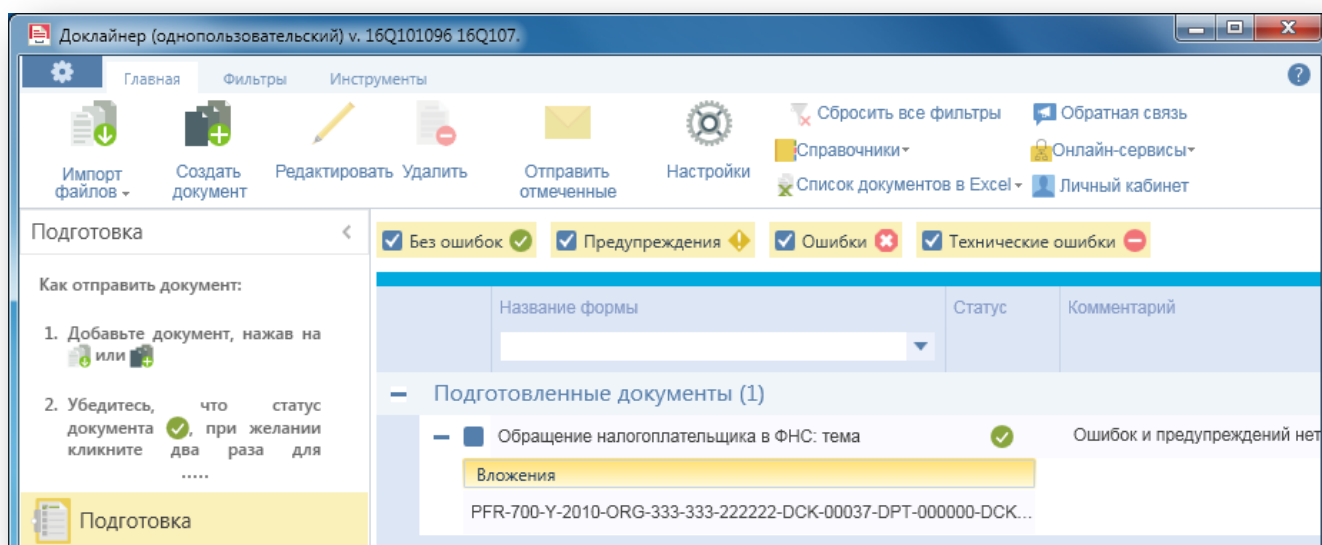 Доклайнер (однопользовательский) v. 16Q101096 16Q107.
Главная Фильтры Инструменты
Импорт файлов
Создать документ
Редактировать
Удалить
Отправить отмеченные
Настройки
Сбросить все фильтры
Справочники
Список документов в Excel
Обратная связь
Онлайн-сервисы
Личный кабинет
Подготовка
Как отправить документ:
1. Добавьте документ, нажав на
или
2. Убедитесь, что статус
документа , при желании
кликните два раза для
.....
Подготовка
Без ошибок Предупреждения Ошибки Технические ошибки
Название формы Статус Комментарий
Подготовленные документы (1)
Обращение налогоплательщика в ФНС: тема Ошибок и предупреждений нет
Вложения
PFR-700-Y-2010-ORG-333-333-222222-DCK-00037-DPT-000000-DCK...